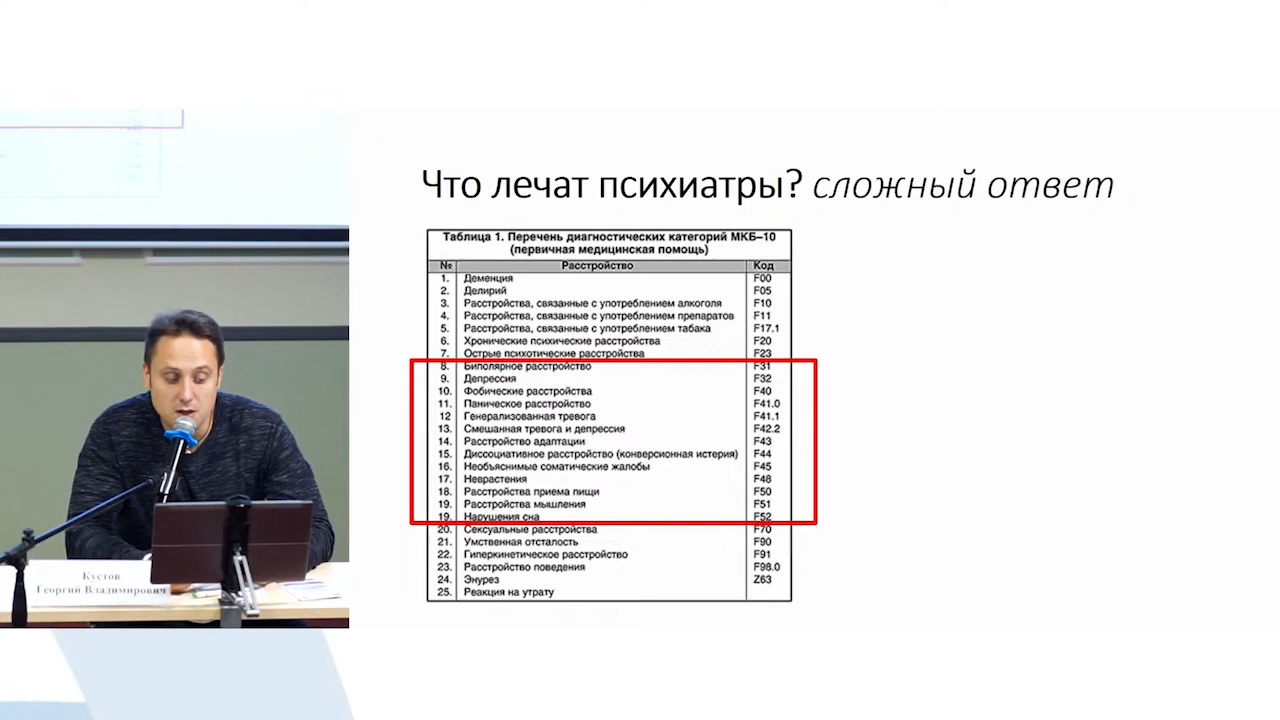 Что лечат психиатры? сложный ответ
Таблица 1. Перечень диагностических категорий МКБ–10
(первичная медицинская помощь)
№ Расстройство Код
1. Деменция F00
2. Делирий F05
3. Расстройства, связанные с употреблением алкоголя F10
4. Расстройства, связанные с употреблением препаратов F11
5. Расстройства, связанные с употреблением табака F17.1
6. Хронические психические расстройства F20
7. Острые психотические расстройства F23
8. Биполярное расстройство F31
9. Депрессия F32
10. Фобические расстройства F40
11. Паническое расстройство F41.0
12 Генерализованная тревога F41.1
13. Смешанная тревога и депрессия F42.2
14. Расстройство адаптации F43
15. Диссоциативное расстройство (конверсионная истерия) F44
16. Необъяснимые соматические жалобы F45
17. Неврастения F48
18. Расстройства приема пищи F50
19. Расстройства мышления F51
19. Нарушения сна F52
20. Сексуальные расстройства F70
21. Умственная отсталость F90
22. Гиперкинетическое расстройство F91
23. Расстройство поведения F98.0
24. Энурез Z63
25. Реакция на утрату
Кустов
Георгий Владимирович